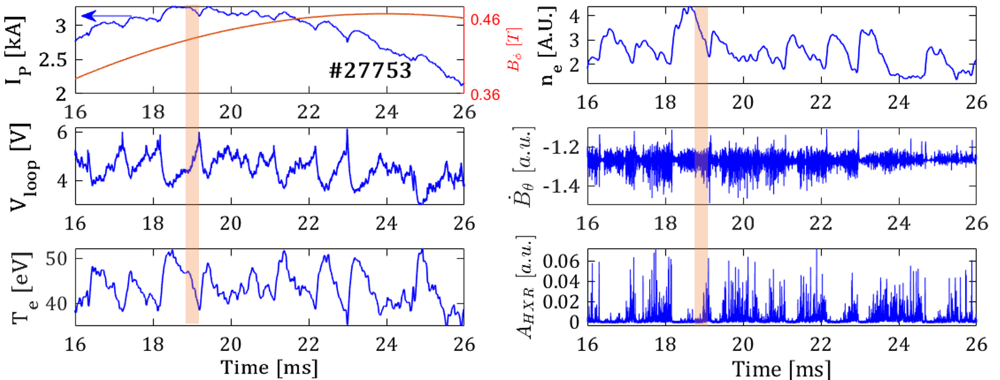 I_P [kA]
3
2.5
2
#27753
0.46
0.36
B_ϕ [T]
16 18 20 22 24 26
n_e [A.U.]
4
3
2
16 18 20 22 24 26
V_loop [V]
6
4
16 18 20 22 24 26
Ḃ_θ [a.u.]
-1.2
-1.4
16 18 20 22 24 26
T_e [eV]
50
40
16 18 20 22 24 26
Time [ms]
A_HXR [a.u.]
0.06
0.04
0.02
0
16 18 20 22 24 26
Time [ms]